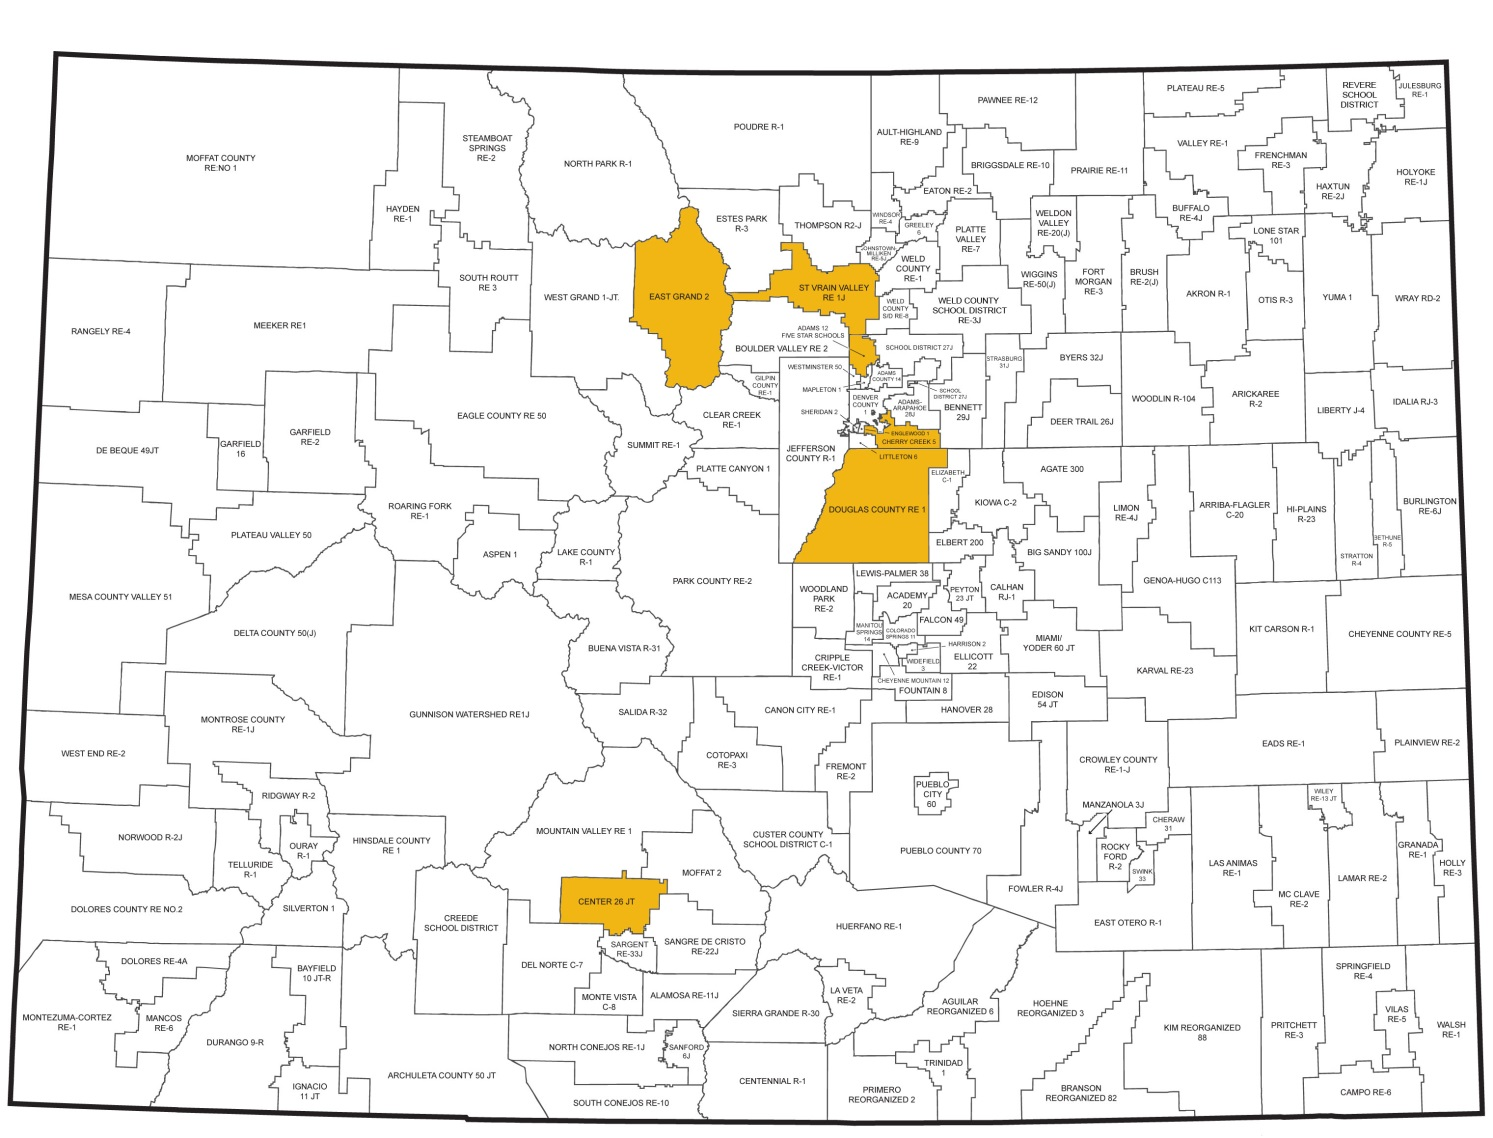 MOFFAT COUNTY
RE:NO 1
HAYDEN
RE-1
STEAMBOAT
SPRINGS
RE-2
NORTH PARK R-1
POUDRE R-1
AULT-HIGHLAND
RE-9
PAWNEE RE-12
BRIGGSDALE RE-10
PRAIRIE RE-11
PLATEAU RE-5
REVERE
SCHOOL
DISTRICT
JULESBURG
RE-1
VALLEY RE-1
FRENCHMAN
RE-3
HAXTUN
RE-2J
HOLYOKE
RE-1J
BUFFALO
RE-4J
LONE STAR
101
ESTES PARK
R-3
THOMPSON R2-J
WINDSOR
RE-4
EATON RE-2
GREELEY
6
JOHNSTOWN-
MILLIKEN
RE-5J
WELD
COUNTY
RE-1
PLATTE
VALLEY
RE-7
WELDON
VALLEY
RE-20(J)
WIGGINS
RE-50(J)
FORT
MORGAN
RE-3
BRUSH
RE-2(J)
AKRON R-1
OTIS R-3
YUMA 1
WRAY RD-2
RANGELY RE-4
MEEKER RE1
SOUTH ROUTT
RE 3
WEST GRAND 1-JT.
EAST GRAND 2
ST VRAIN VALLEY
RE 1J
WELD
COUNTY
S/D RE-8
WELD COUNTY
SCHOOL DISTRICT
RE-3J
ADAMS 12
FIVE STAR SCHOOLS
BOULDER VALLEY RE 2
SCHOOL DISTRICT 27J
WESTMINSTER 50
ADAMS
COUNTY 14
MAPLETON 1
SCHOOL
DISTRICT 27J
GILPIN
COUNTY
RE-1
DENVER
COUNTY
1
ADAMS-
ARAPAHOE
28J
SHERIDAN 2
BENNETT
29J
STRASBURG
31J
BYERS 32J
DEER TRAIL 26J
WOODLIN R-104
ARICKAREE
R-2
LIBERTY J-4
IDALIA RJ-3
CLEAR CREEK
RE-1
ENGLEWOOD 1
CHERRY CREEK 5
LITTLETON 6
JEFFERSON
COUNTY R-1
EAGLE COUNTY RE 50
SUMMIT RE-1
PLATTE CANYON 1
DE BEQUE 49JT
GARFIELD
16
GARFIELD
RE-2
ROARING FORK
RE-1
PLATEAU VALLEY 50
ASPEN 1
LAKE COUNTY
R-1
PARK COUNTY RE-2
DOUGLAS COUNTY RE 1
ELIZABETH
C-1
KIOWA C-2
AGATE 300
LIMON
RE-4J
ARRIBA-FLAGLER
C-20
HI-PLAINS
R-23
STRATTON
R-4
BETHUNE
R-5
BURLINGTON
RE-6J
ELBERT 200
BIG SANDY 100J
GENOA-HUGO C113
MESA COUNTY VALLEY 51
DELTA COUNTY 50(J)
WOODLAND
PARK
RE-2
LEWIS-PALMER 38
ACADEMY
20
PEYTON
23 JT
CALHAN
RJ-1
FALCON 49
MANITOU
SPRINGS
14
COLORADO
SPRINGS 11
HARRISON 2
WIDEFIELD
3
ELLICOTT
22
MIAMI/
YODER 60 JT
KIT CARSON R-1
CHEYENNE COUNTY RE-5
KARVAL RE-23
CRIPPLE
CREEK-VICTOR
RE-1
CHEYENNE MOUNTAIN 12
FOUNTAIN 8
HANOVER 28
EDISON
54 JT
BUENA VISTA R-31
SALIDA R-32
CANON CITY RE-1
COTOPAXI
RE-3
FREMONT
RE-2
GUNNISON WATERSHED RE1J
MONTROSE COUNTY
RE-1J
WEST END RE-2
RIDGWAY R-2
EADS RE-1
PLAINVIEW RE-2
CROWLEY COUNTY
RE-1-J
PUEBLO
CITY
60
PUEBLO COUNTY 70
MANZANOLA 3J
CHERAW
31
WILEY
RE-13 JT
ROCKY
FORD
R-2
SWINK
33
FOWLER R-4J
EAST OTERO R-1
LAS ANIMAS
RE-1
MC CLAVE
RE-2
LAMAR RE-2
GRANADA
RE-1
HOLLY
RE-3
NORWOOD R-2J
TELLURIDE
R-1
OURAY
R-1
HINSDALE COUNTY
RE 1
MOUNTAIN VALLEY RE 1
CUSTER COUNTY
SCHOOL DISTRICT C-1
MOFFAT 2
CENTER 26 JT
DOLORES COUNTY RE NO.2
SILVERTON 1
CREEDE
SCHOOL DISTRICT
HUERFANO RE-1
DOLORES RE-4A
BAYFIELD
10 JT-R
DEL NORTE C-7
SARGENT
RE-33J
SANGRE DE CRISTO
RE-22J
MONTE VISTA
C-8
ALAMOSA RE-11J
LA VETA
RE-2
SIERRA GRANDE R-30
AGUILAR
REORGANIZED 6
HOEHNE
REORGANIZED 3
KIM REORGANIZED
88
PRITCHETT
RE-3
SPRINGFIELD
RE-4
VILAS
RE-5
WALSH
RE-1
MONTEZUMA-CORTEZ
RE-1
MANCOS
RE-6
DURANGO 9-R
IGNACIO
11 JT
ARCHULETA COUNTY 50 JT
NORTH CONEJOS RE-1J
SANFORD
6J
SOUTH CONEJOS RE-10
CENTENNIAL R-1
PRIMERO
REORGANIZED 2
TRINIDAD
1
BRANSON
REORGANIZED 82
CAMPO RE-6